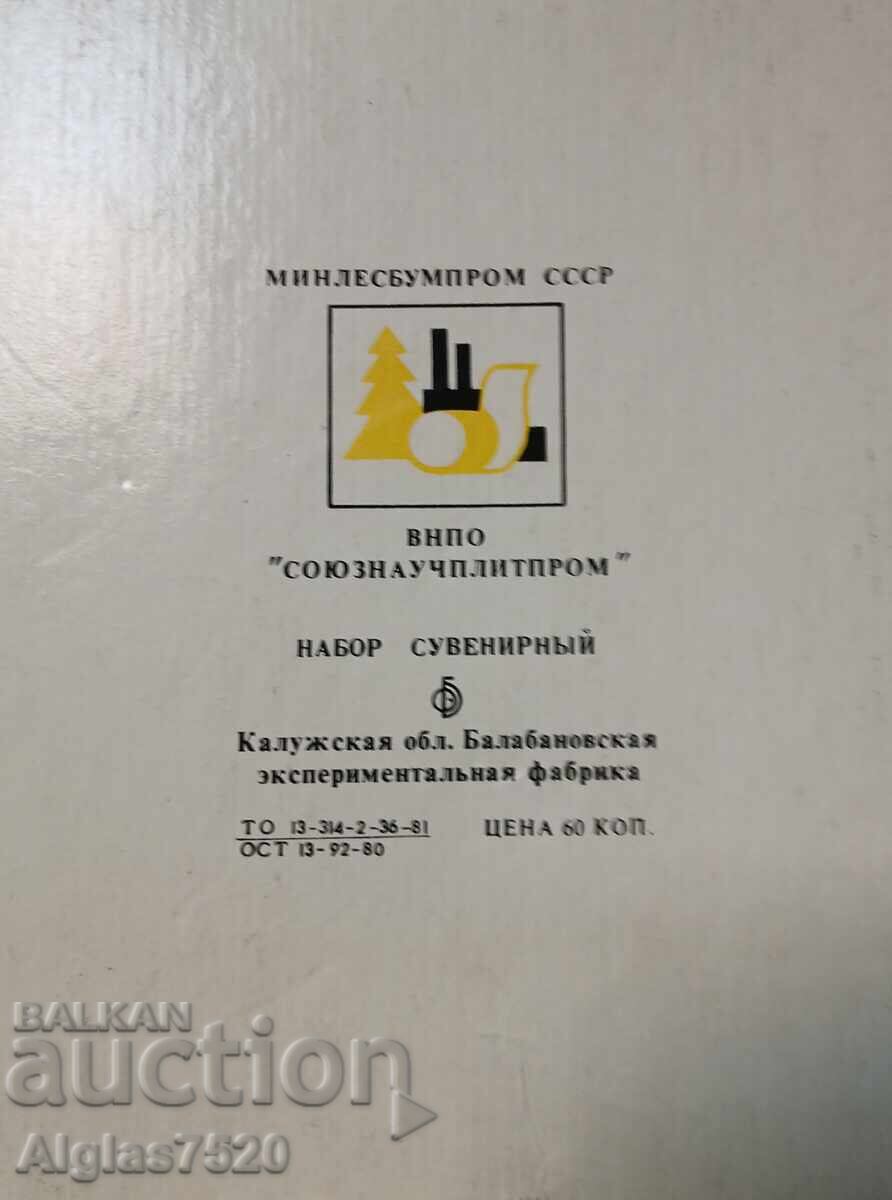 МИНЛЕСБУМПРОМ СССР
ВНПО
"СОЮЗНАУЧПЛИТПРОМ"
НАБОР СУВЕНИРНЫЙ
Калужская обл. Балабановская
экспериментальная фабрика
ТО 13-314-2-36-81 ЦЕНА 60 КОП.
ОСТ 13-92-80
BALKAN
auction
Alglas7520